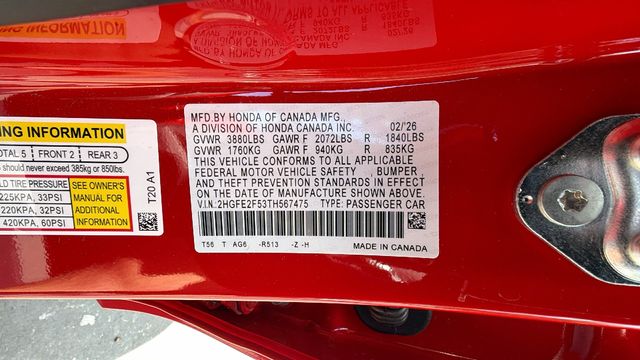 MFD.BY HONDA OF CANADA MFG.,
A DIVISION OF HONDA CANADA INC. 02/'26
GVWR 3880LBS GAWR F 2072LBS R 1840LBS
GVWR 1760KG GAWR F 940KG R 835KG
THIS VEHICLE CONFORMS TO ALL APPLICABLE
FEDERAL MOTOR VEHICLE SAFETY , BUMPER ,
AND THEFT PREVENTION STANDARDS IN EFFECT
ON THE DATE OF MANUFACTURE SHOWN ABOVE.
V.I.N. 2HGFE2F53TH567475 TYPE: PASSENGER CAR
T56 T AG6 -R513 -Z -H
MADE IN CANADA
NG INFORMATION
OTAL 5 FRONT 2 REAR 3
should never exceed 385kg or 850lbs.
LD TIRE PRESSURE
225KPA, 33PSI
220KPA, 32PSI
420KPA, 60PSI
SEE OWNER'S
MANUAL FOR
ADDITIONAL
INFORMATION
T20 A1